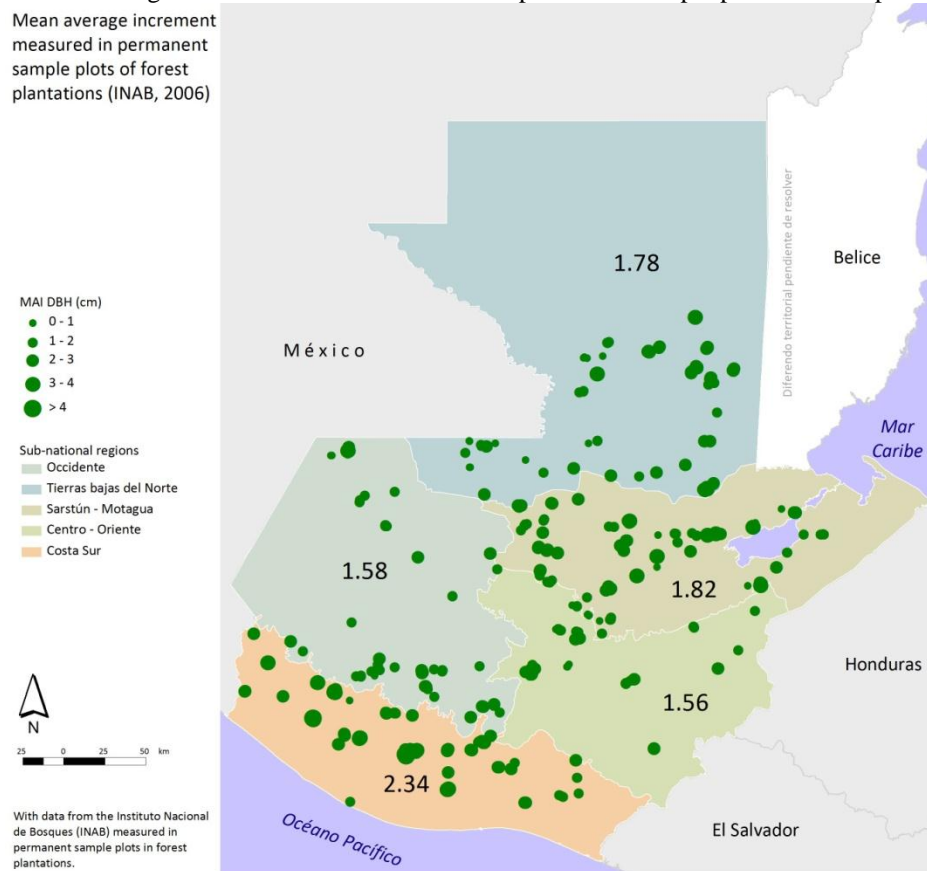 Mean average increment
measured in permanent
sample plots of forest
plantations (INAB, 2006)
1.78
Diferendo territorial pendiente de resolver
Belice
MAI DBH (cm)
0 - 1
1 - 2
2 - 3
3 - 4
> 4
México
Mar
Caribe
Sub-national regions
Occidente
Tierras bajas del Norte
Sarstún - Motagua
Centro - Oriente
Costa Sur
1.58
1.82
Honduras
1.56
N
25 0 25 50 km
2.34
El Salvador
Océano Pacífico
With data from the Instituto Nacional
de Bosques (INAB) measured in
permanent sample plots in forest
plantations.